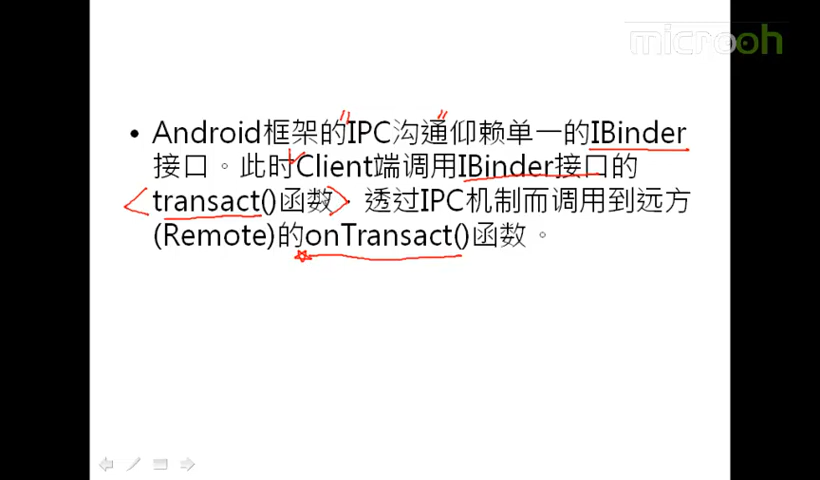 microoh
• Android框架的IPC沟通仰赖单一的IBinder
接口。此时Client端调用IBinder接口的
transact()函数，透过IPC机制而调用到远方
(Remote)的onTransact()函数。